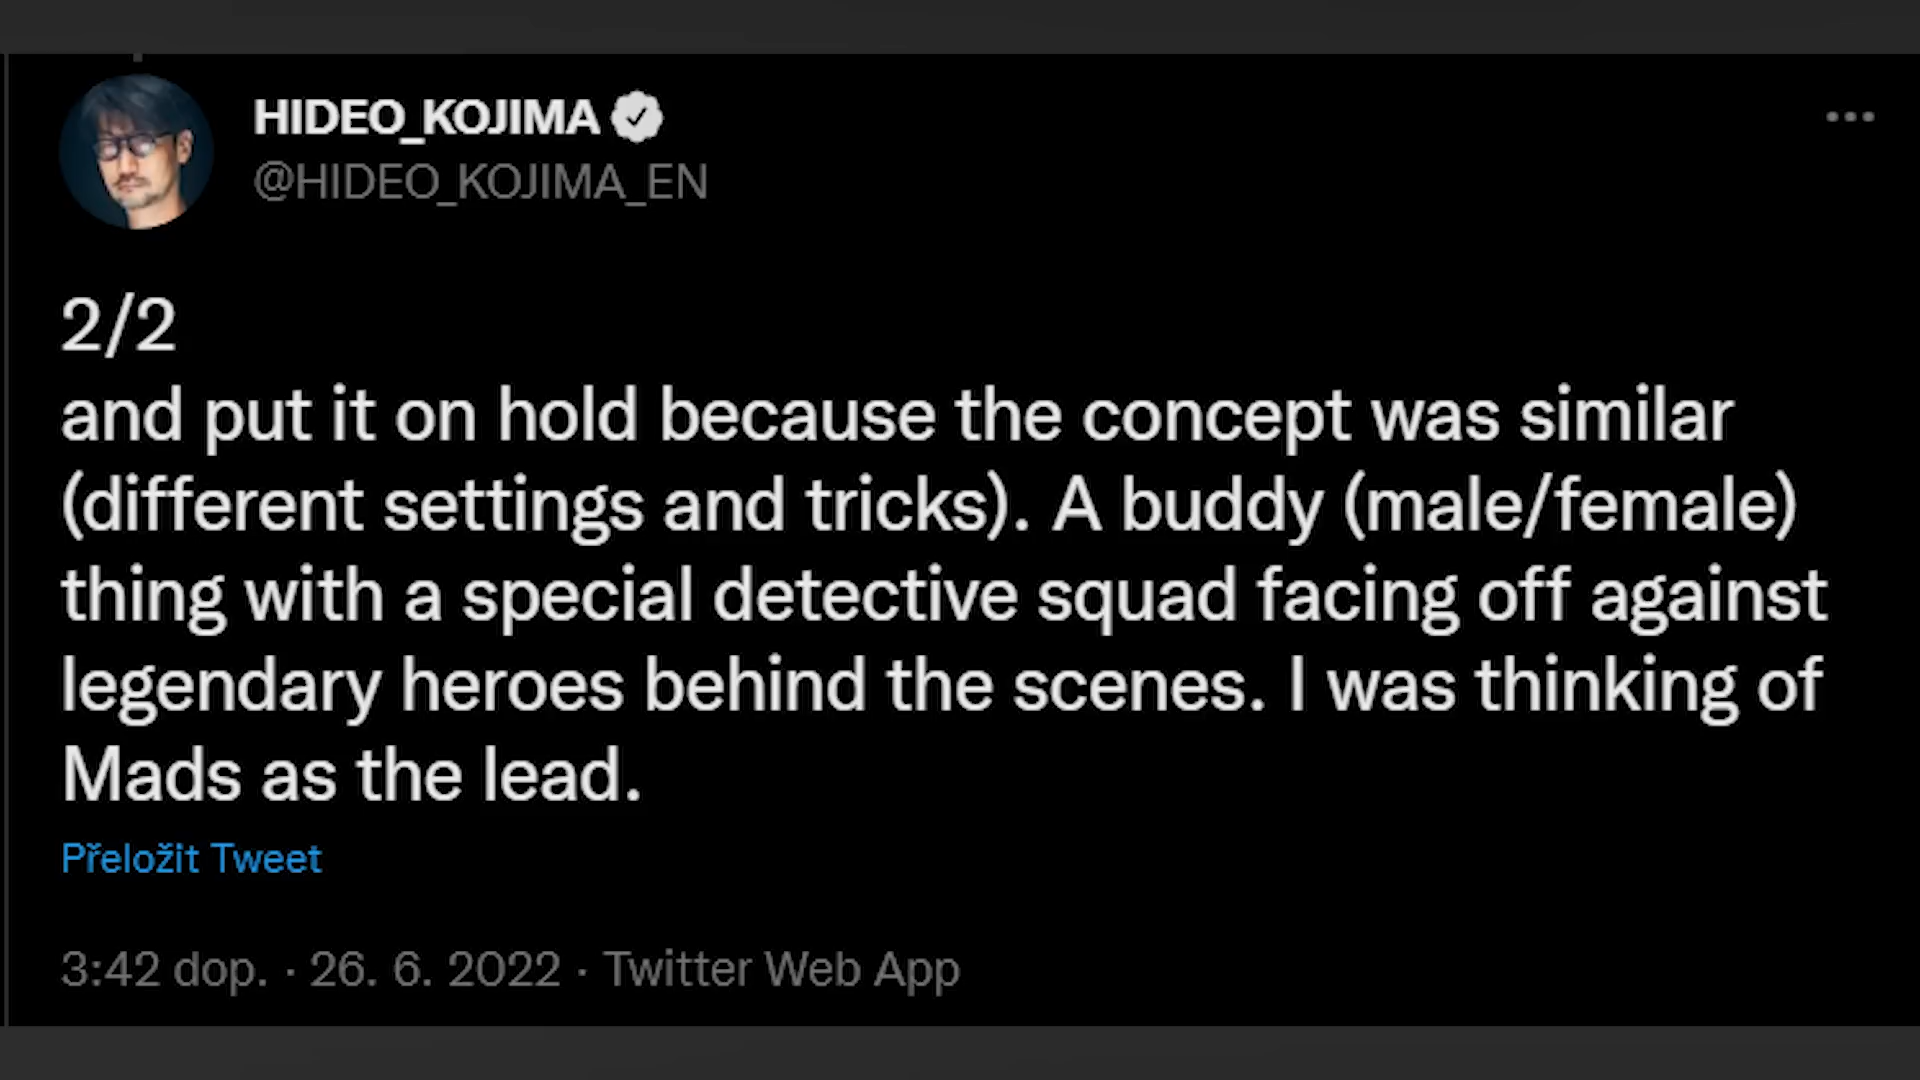 HIDEO_KOJIMA
@HIDEO_KOJIMA_EN
2/2
and put it on hold because the concept was similar
(different settings and tricks). A buddy (male/female)
thing with a special detective squad facing off against
legendary heroes behind the scenes. I was thinking of
Mads as the lead.
Přeložit Tweet
3:42 dop. · 26. 6. 2022 · Twitter Web App